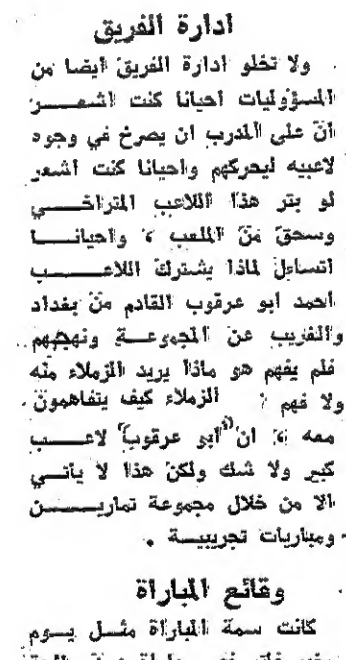 ادارة الفريق
ولا تخلو ادارة الفريق ايضا من
المسؤوليات احيانا كنت اشعر
ان على المدرب ان يصرخ في وجوه
لاعبيه ليحركهم واحيانا كنت اشعر
لو بتر هذا اللاعب المتراخي
وسحق من الملعب ، واحيانا
اتساءل لماذا يشترك اللاعب
احمد ابو عرقوب القادم من بغداد
والغريب عن المجموعة ونهجهم
فلم يفهم هو ماذا يريد الزملاء منه
ولا فهم الزملاء كيف يتفاهمون
معه ، ان "ابو عرقوب" لاعب
كبير ولا شك ولكن هذا لا ياتي
الا من خلال مجموعة تمارين
ومباريات تجريبية .
وقائع المباراة
كانت سمة المباراة مثل يوم